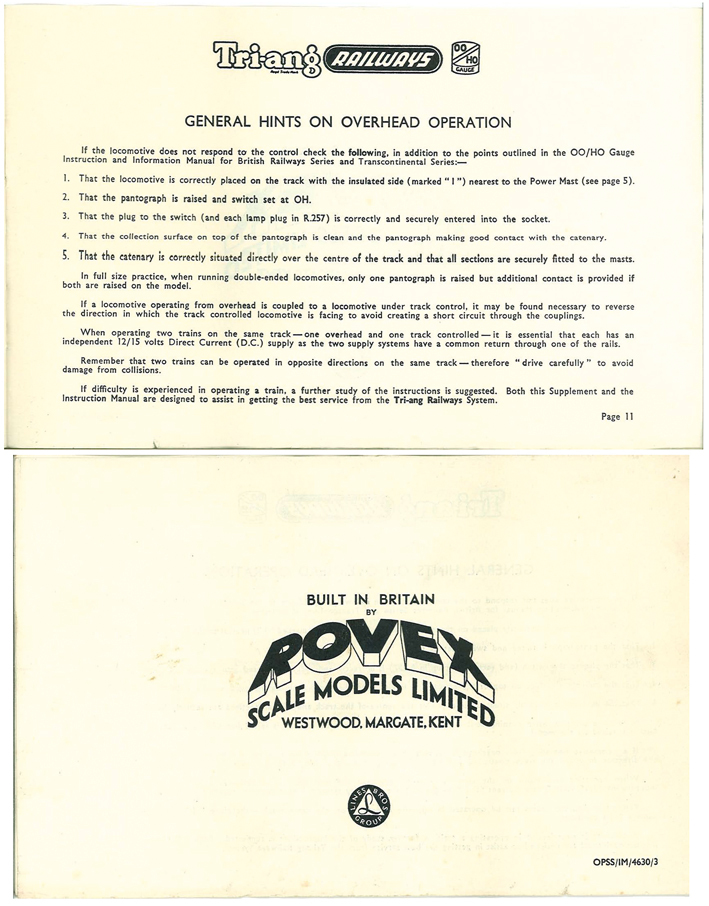 Tri-ang RAILWAYS OO/HO GAUGE
Regd Trade Mark
GENERAL HINTS ON OVERHEAD OPERATION
If the locomotive does not respond to the control check the following, in addition to the points outlined in the OO/HO Gauge
Instruction and Information Manual for British Railways Series and Transcontinental Series:—
1. That the locomotive is correctly placed on the track with the insulated side (marked "I") nearest to the Power Mast (see page 5).
2. That the pantograph is raised and switch set at OH.
3. That the plug to the switch (and each lamp plug in R.257) is correctly and securely entered into the socket.
4. That the collection surface on top of the pantograph is clean and the pantograph making good contact with the catenary.
5. That the catenary is correctly situated directly over the centre of the track and that all sections are securely fitted to the masts.
In full size practice, when running double-ended locomotives, only one pantograph is raised but additional contact is provided if
both are raised on the model.
If a locomotive operating from overhead is coupled to a locomotive under track control, it may be found necessary to reverse
the direction in which the track controlled locomotive is facing to avoid creating a short circuit through the couplings.
When operating two trains on the same track—one overhead and one track controlled—it is essential that each has an
independent 12/15 volts Direct Current (D.C.) supply as the two supply systems have a common return through one of the rails.
Remember that two trains can be operated in opposite directions on the same track—therefore "drive carefully" to avoid
damage from collisions.
If difficulty is experienced in operating a train, a further study of the instructions is suggested. Both this Supplement and the
Instruction Manual are designed to assist in getting the best service from the Tri-ang Railways System.
Page 11
BUILT IN BRITAIN
BY
ROVEX
SCALE MODELS LIMITED
WESTWOOD, MARGATE, KENT
LINES BROS GROUP
L
OPSS/IM/4630/3